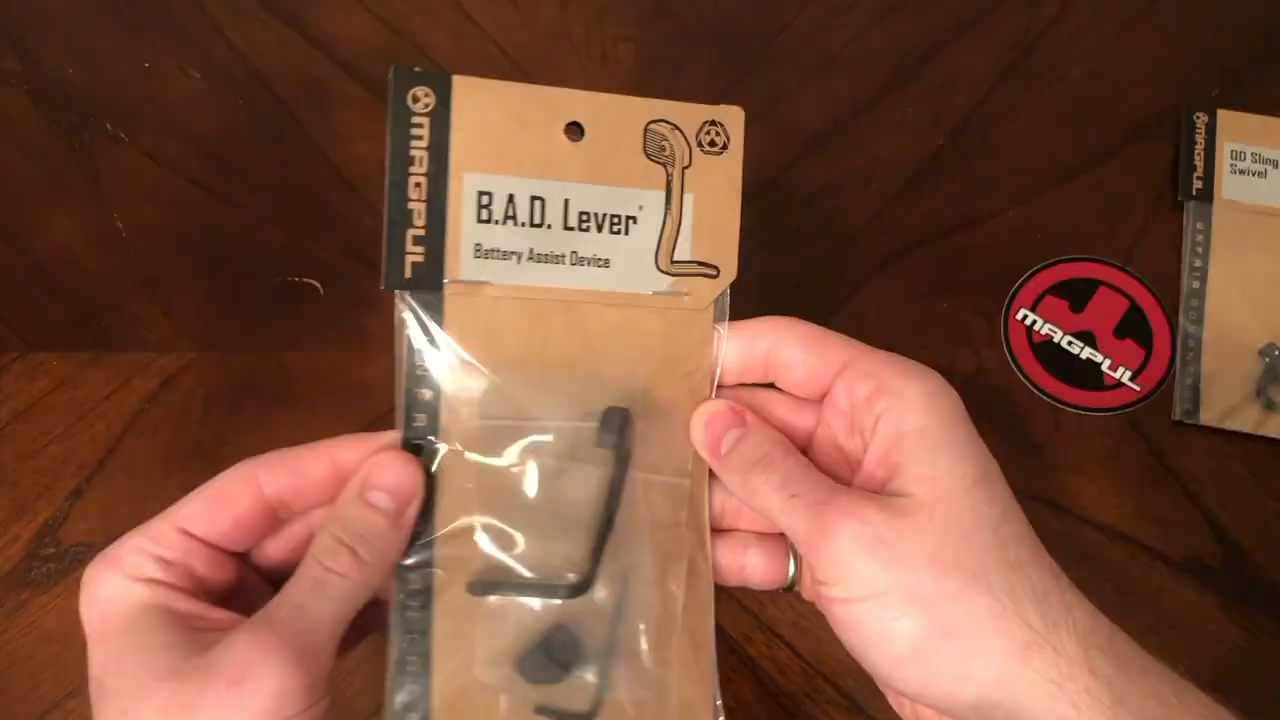 MAGPUL
B.A.D. Lever
Battery Assist Device
MAGPUL
MAGPUL
QD Sling
Swivel